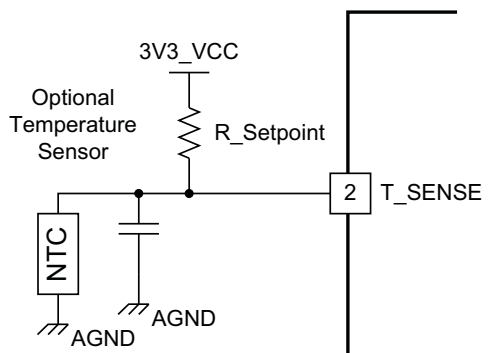 3V3_VCC
Optional
Temperature
Sensor
R_Setpoint
2
T_SENSE
NTC
AGND
AGND